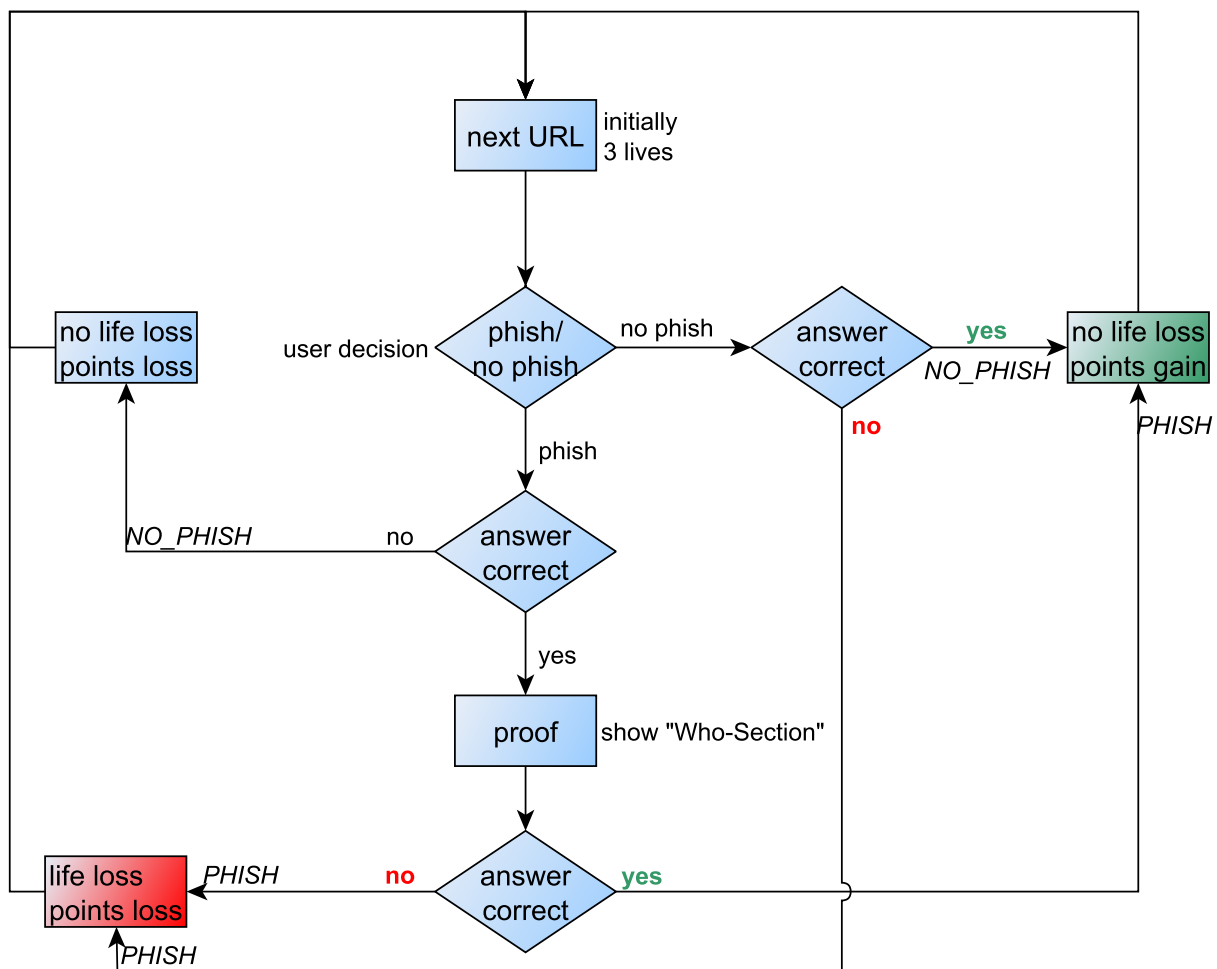 next URL
initially
3 lives
no life loss
points loss
user decision
phish/
no phish
no phish
answer
correct
yes
NO_PHISH
no life loss
points gain
no
PHISH
phish
NO_PHISH
no
answer
correct
yes
proof
show "Who-Section"
life loss
points loss
PHISH
no
answer
correct
yes
PHISH